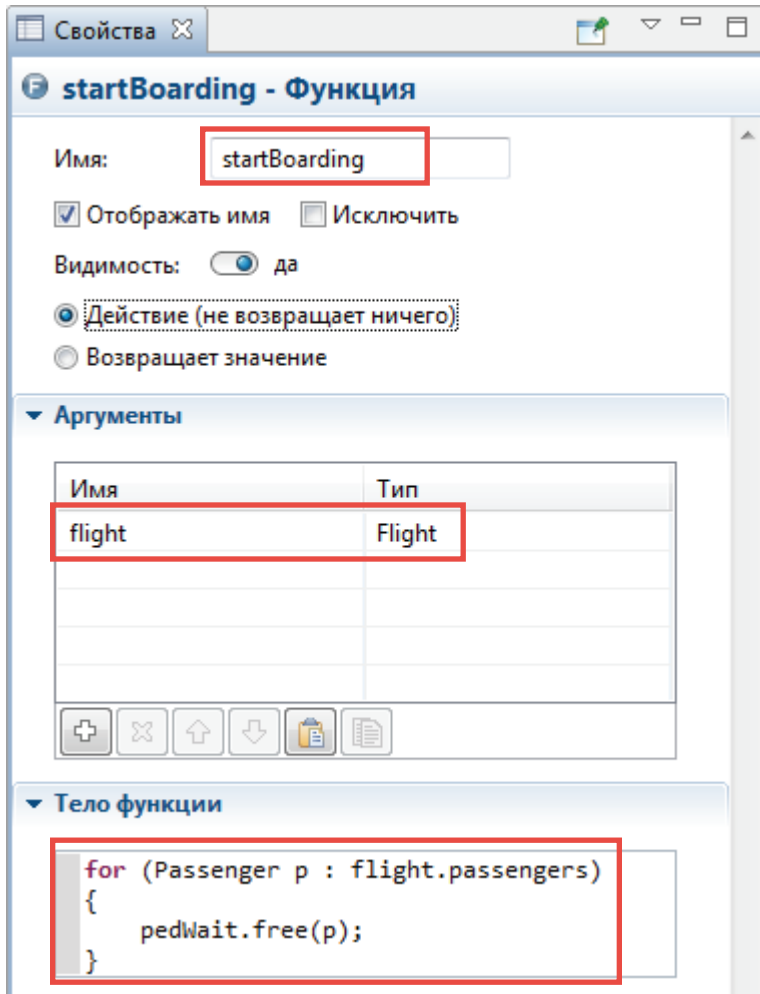 Свойства
startBoarding - Функция
Имя: startBoarding
Отображать имя Исключить
Видимость: да
Действие (не возвращает ничего)
Возвращает значение
Аргументы
Имя Тип
flight Flight
Тело функции
for (Passenger p : flight.passengers)
{
pedWait.free(p);
}